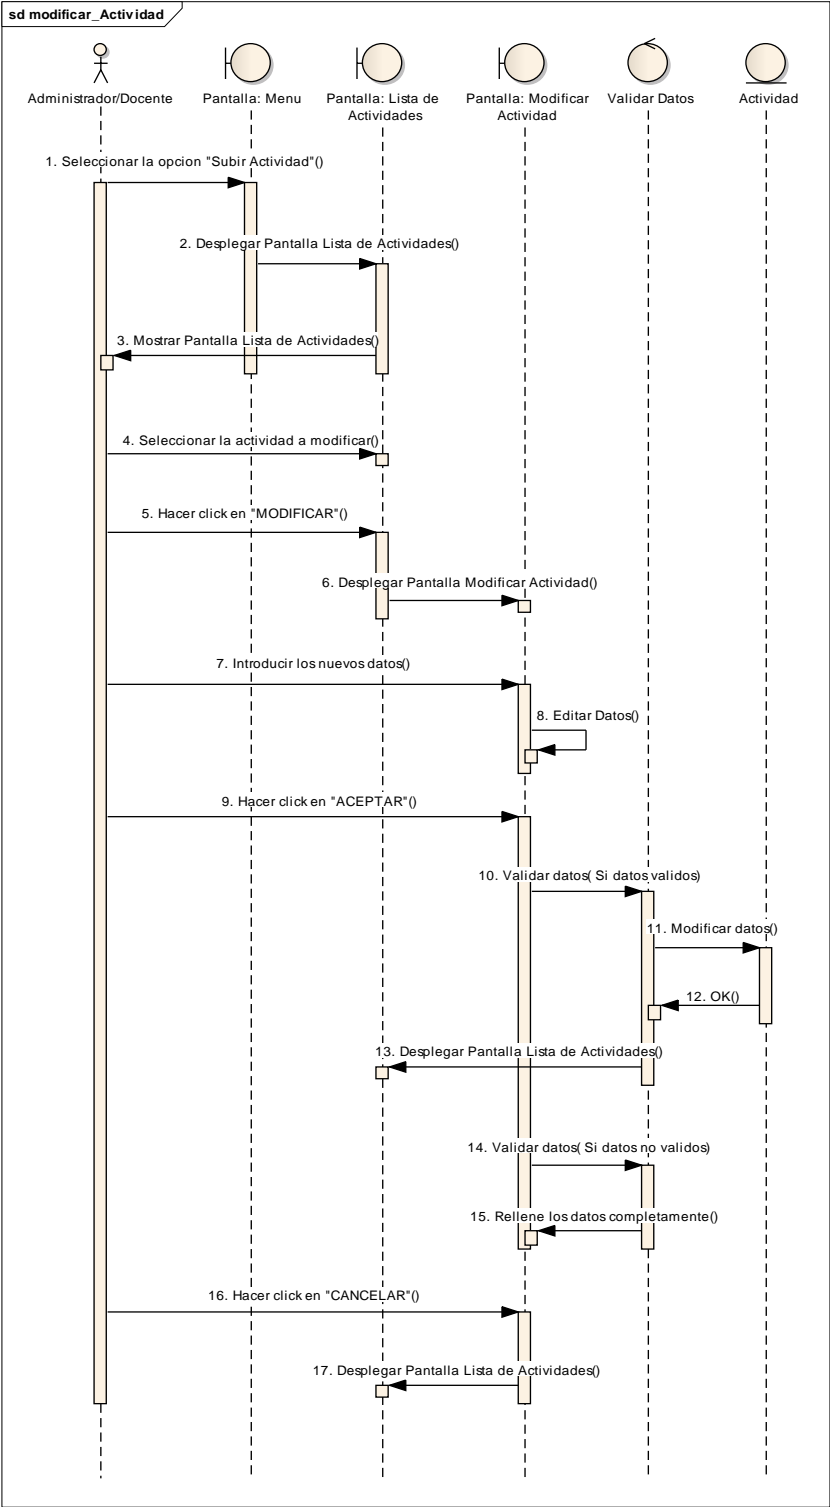 sd modificar_Actividad
Administrador/Docente
Pantalla: Menu
Pantalla: Lista de
Actividades
Pantalla: Modificar
Actividad
Validar Datos
Actividad
1. Seleccionar la opcion "Subir Actividad"()
2. Desplegar Pantalla Lista de Actividades()
3. Mostrar Pantalla Lista de Actividades()
4. Seleccionar la actividad a modificar()
5. Hacer click en "MODIFICAR"()
6. Desplegar Pantalla Modificar Actividad()
7. Introducir los nuevos datos()
8. Editar Datos()
9. Hacer click en "ACEPTAR"()
10. Validar datos( Si datos validos)
11. Modificar datos()
12. OK()
13. Desplegar Pantalla Lista de Actividades()
14. Validar datos( Si datos no validos)
15. Rellene los datos completamente()
16. Hacer click en "CANCELAR"()
17. Desplegar Pantalla Lista de Actividades()